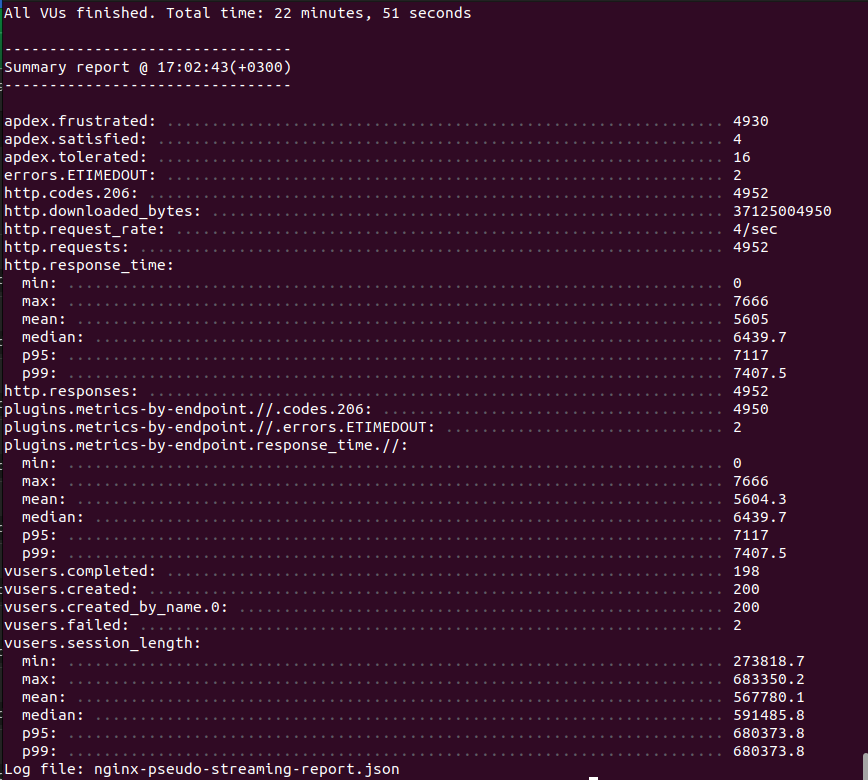 All VUs finished. Total time: 22 minutes, 51 seconds
--------------------------------
Summary report @ 17:02:43(+0300)
--------------------------------
apdex.frustrated: ............................................................... 4930
apdex.satisfied: ................................................................ 4
apdex.tolerated: ................................................................ 16
errors.ETIMEDOUT: ............................................................... 2
http.codes.206: ................................................................. 4952
http.downloaded_bytes: .......................................................... 37125004950
http.request_rate: .............................................................. 4/sec
http.requests: .................................................................. 4952
http.response_time:
  min: .......................................................................... 0
  max: .......................................................................... 7666
  mean: ......................................................................... 5605
  median: ....................................................................... 6439.7
  p95: .......................................................................... 7117
  p99: .......................................................................... 7407.5
http.responses: ................................................................. 4952
plugins.metrics-by-endpoint.//.codes.206: ....................................... 4950
plugins.metrics-by-endpoint.//.errors.ETIMEDOUT: ................................ 2
plugins.metrics-by-endpoint.response_time.//:
  min: .......................................................................... 0
  max: .......................................................................... 7666
  mean: ......................................................................... 5604.3
  median: ....................................................................... 6439.7
  p95: .......................................................................... 7117
  p99: .......................................................................... 7407.5
vusers.completed: ............................................................... 198
vusers.created: ................................................................. 200
vusers.created_by_name.0: ....................................................... 200
vusers.failed: .................................................................. 2
vusers.session_length:
  min: .......................................................................... 273818.7
  max: .......................................................................... 683350.2
  mean: ......................................................................... 567780.1
  median: ....................................................................... 591485.8
  p95: .......................................................................... 680373.8
  p99: .......................................................................... 680373.8
Log file: nginx-pseudo-streaming-report.json